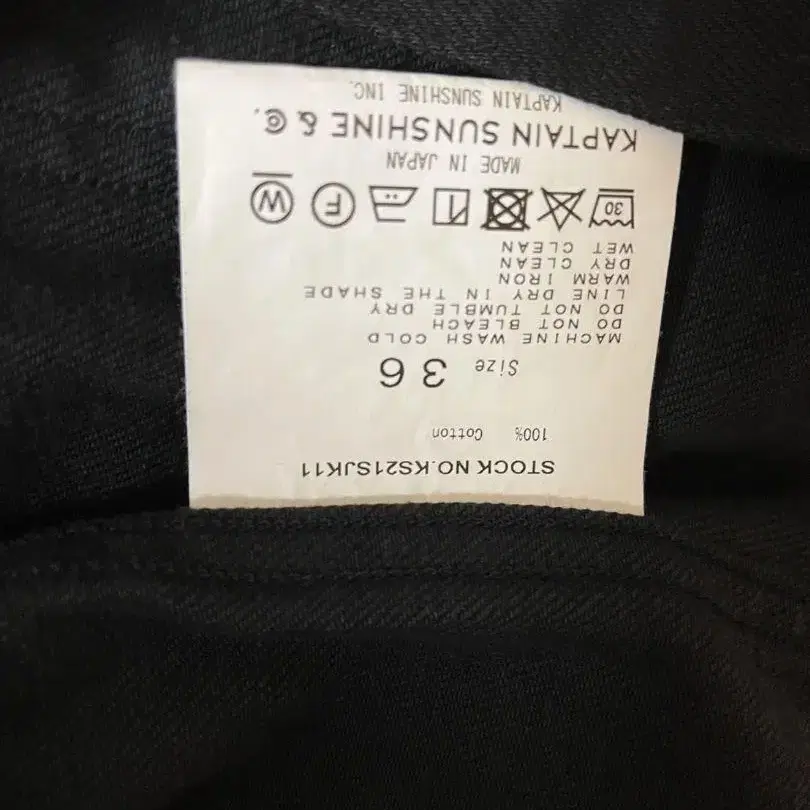 STOCK NO.KS21SJK11
100% Cotton
Size 36
MACHINE WASH COLD
DO NOT BLEACH
DO NOT TUMBLE DRY
LINE DRY IN THE SHADE
WARM IRON
DRY CLEAN
WET CLEAN
30 F W
MADE IN JAPAN
KAPTAIN SUNSHINE & Co.
KAPTAIN SUNSHINE INC.